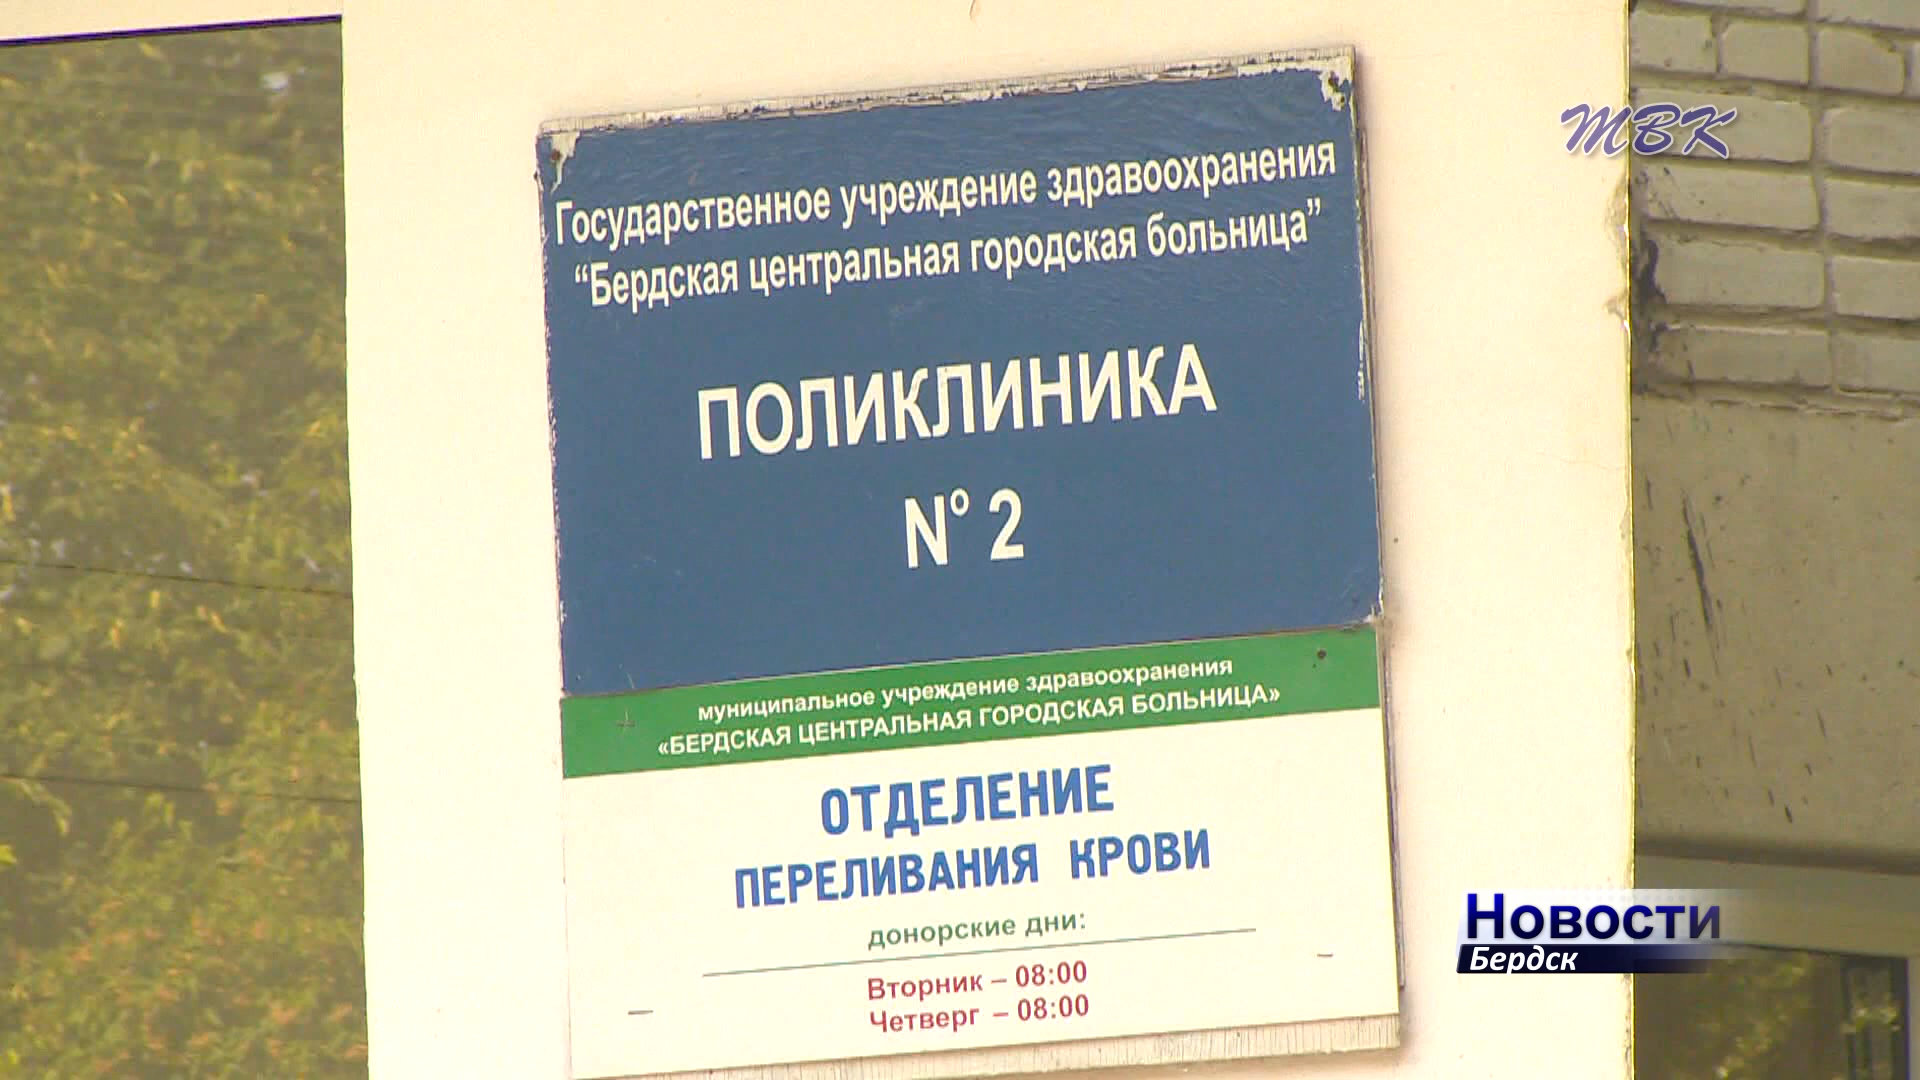 ТВК
Государственное учреждение здравоохранения
“Бердская центральная городская больница”
ПОЛИКЛИНИКА
N° 2
муниципальное учреждение здравоохранения
«БЕРДСКАЯ ЦЕНТРАЛЬНАЯ ГОРОДСКАЯ БОЛЬНИЦА»
ОТДЕЛЕНИЕ
ПЕРЕЛИВАНИЯ КРОВИ
донорские дни:
Вторник – 08:00
Четверг – 08:00
Новости
Бердск